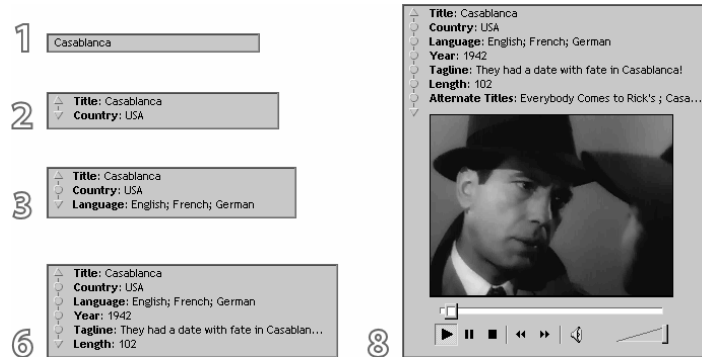 1
Casablanca
2
Title: Casablanca
Country: USA
3
Title: Casablanca
Country: USA
Language: English; French; German
6
Title: Casablanca
Country: USA
Language: English; French; German
Year: 1942
Tagline: They had a date with fate in Casablan...
Length: 102
8
Title: Casablanca
Country: USA
Language: English; French; German
Year: 1942
Tagline: They had a date with fate in Casablanca!
Length: 102
Alternate Titles: Everybody Comes to Rick's ; Casa...